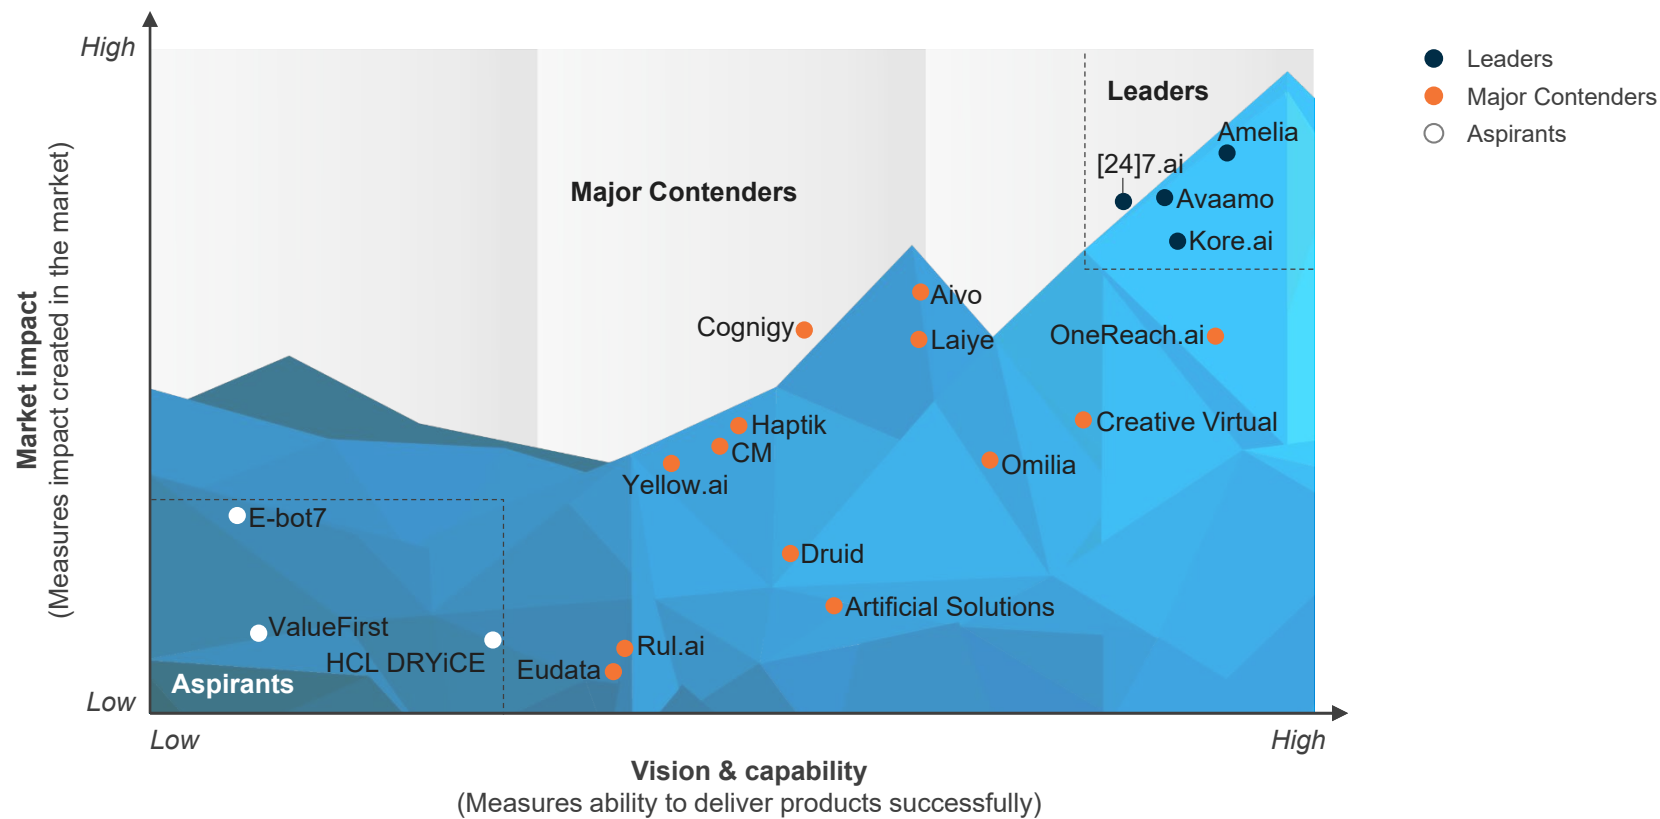 High
Leaders
Leaders
Major Contenders
Aspirants
Amelia
[24]7.ai
Major Contenders
Avaamo
Kore.ai
Aivo
Cognigy
Laiye
OneReach.ai
Haptik
Creative Virtual
CM
Omilia
Yellow.ai
E-bot7
Druid
Artificial Solutions
ValueFirst
Rul.ai
HCL DRYiCE
Eudata
Aspirants
Low
Low
High
Market impact
(Measures impact created in the market)
Vision & capability
(Measures ability to deliver products successfully)